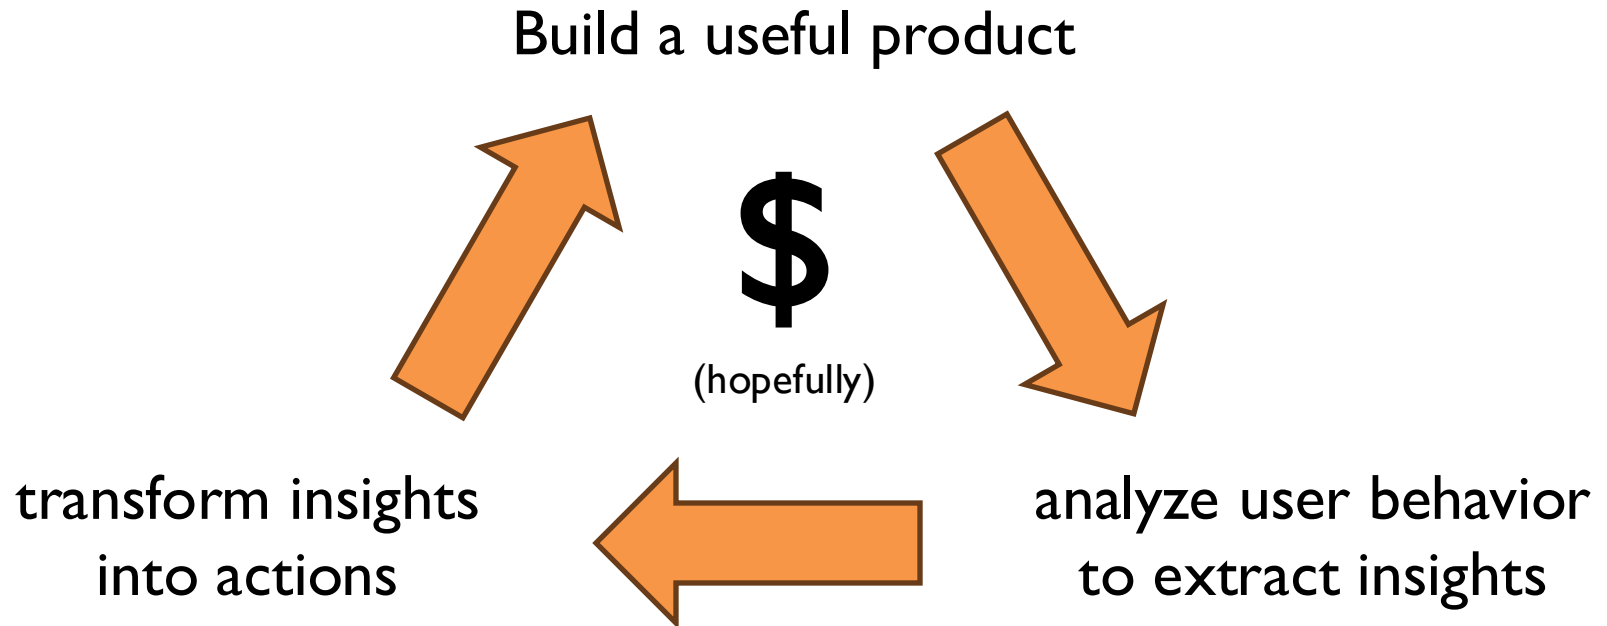 Build a useful product
$
(hopefully)
transform insights
into actions
analyze user behavior
to extract insights